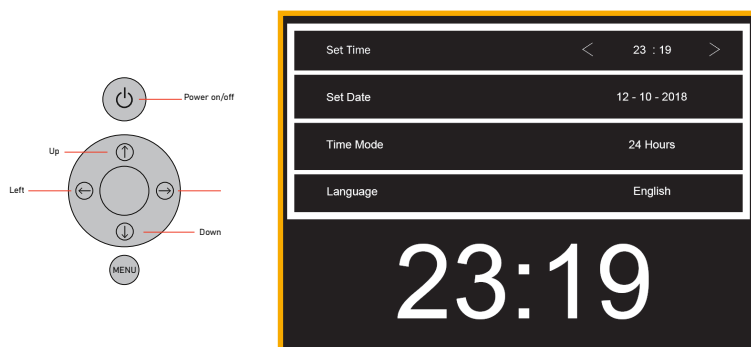 Power on/off
Up
Left
Down
MENU
Set Time < 23 : 19 >
Set Date 12 - 10 - 2018
Time Mode 24 Hours
Language English
23:19